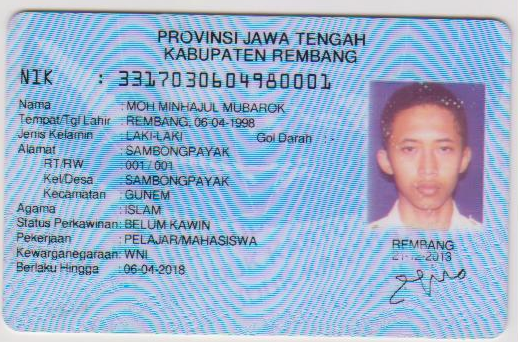 PROVINSI JAWA TENGAH
KABUPATEN REMBANG
NIK : 3317030604980001
Nama : MOH MINHAJUL MUBAROK
Tempat/Tgl Lahir : REMBANG, 06-04-1998
Jenis Kelamin : LAKI-LAKI Gol Darah : -
Alamat : SAMBONGPAYAK
RT/RW : 001/001
Kel/Desa : SAMBONGPAYAK
Kecamatan : GUNEM
Agama : ISLAM
Status Perkawinan: BELUM KAWIN
Pekerjaan : PELAJAR/MAHASISWA
Kewarganegaraan: WNI
Berlaku Hingga : 06-04-2018
REMBANG
21-12-2013